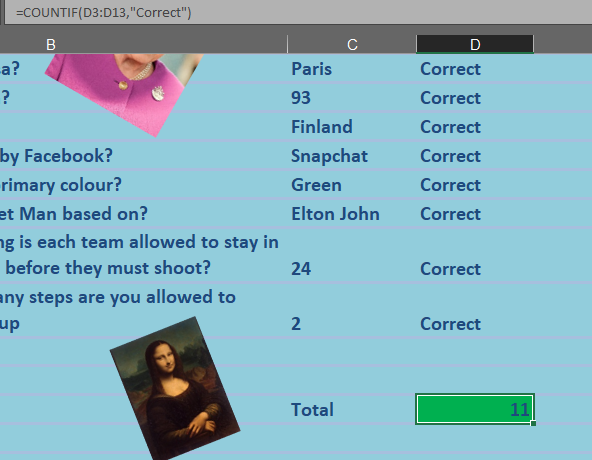 =COUNTIF(D3:D13,"Correct")
B C D
sa? Paris Correct
? 93 Correct
Finland Correct
by Facebook? Snapchat Correct
rimary colour? Green Correct
et Man based on? Elton John Correct
ng is each team allowed to stay in
before they must shoot? 24 Correct
any steps are you allowed to
up 2 Correct
Total 11